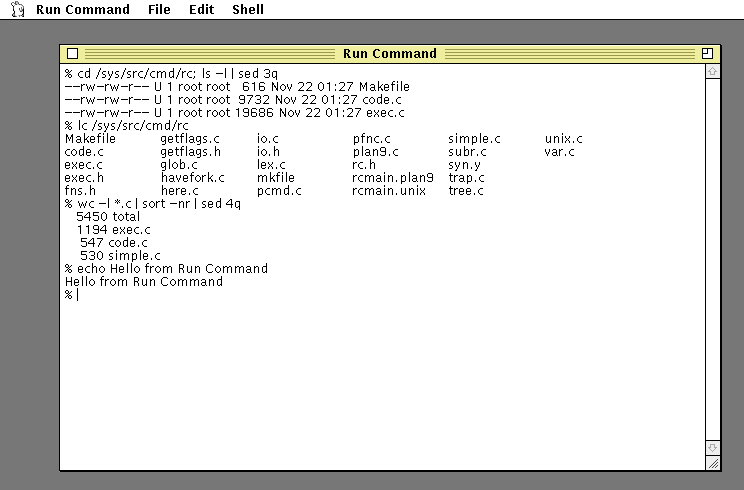 Run Command File Edit Shell
Run Command
% cd /sys/src/cmd/rc; ls -l | sed 3q
--rw-rw-r-- U 1 root root 616 Nov 22 01:27 Makefile
--rw-rw-r-- U 1 root root 9732 Nov 22 01:27 code.c
--rw-rw-r-- U 1 root root 19686 Nov 22 01:27 exec.c
% lc /sys/src/cmd/rc
Makefile getflags.c io.c pfnc.c simple.c unix.c
code.c getflags.h io.h plan9.c subr.c var.c
exec.c glob.c lex.c rc.h syn.y
exec.h havefork.c mkfile rcmain.plan9 trap.c
fns.h here.c pcmd.c rcmain.unix tree.c
% wc -l *.c | sort -nr | sed 4q
5450 total
1194 exec.c
547 code.c
530 simple.c
% echo Hello from Run Command
Hello from Run Command
%